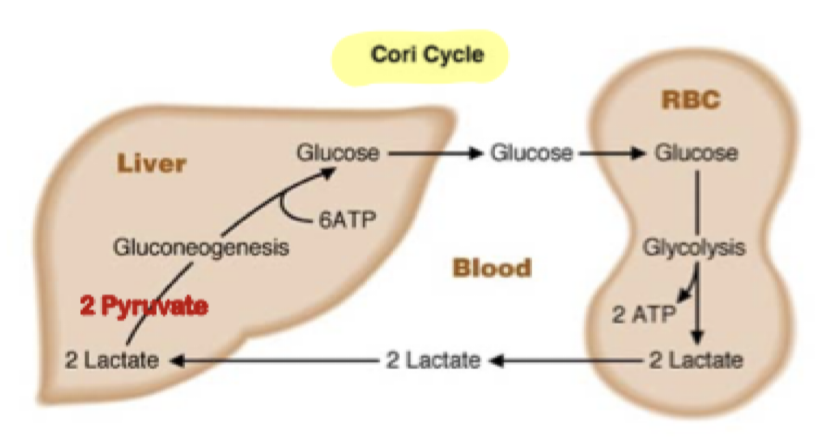 Cori Cycle
RBC
Liver
Glucose
Glucose
Glucose
6ATP
Gluconeogenesis
Glycolysis
Blood
2 Pyruvate
2 ATP
2 Lactate
2 Lactate
2 Lactate